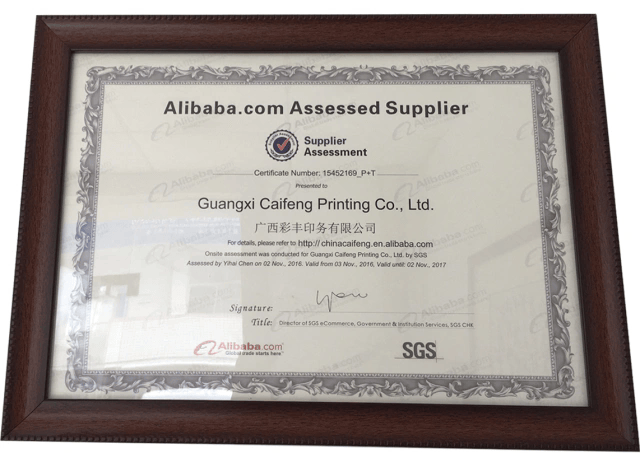 Alibaba.com Assessed Supplier
Supplier
Assessment
Certificate Number: 15452169_P+T
Presented to
Guangxi Caifeng Printing Co., Ltd.
广西彩丰印务有限公司
For details, please refer to http://chinacaifeng.en.alibaba.com
Onsite assessment was conducted for Guangxi Caifeng Printing Co., Ltd. by SGS
Assessed by Yihai Chen on 02 Nov., 2016. Valid from 03 Nov., 2016, Valid until: 02 Nov., 2017
Signature:
Title: Director of SGS eCommerce, Government & Institution Services, SGS CHK
Alibaba.com
Global trade starts here
SGS